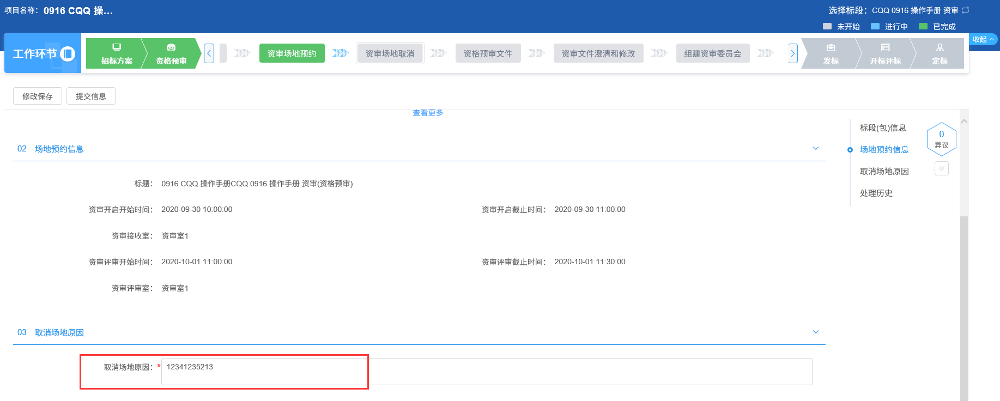 项目名称：0916 CQQ 操...
选择标段：CQQ 0916 操作手册 资审
未开始 进行中 已完成
收起
工作环节
招标方案
资格预审
资审场地预约
资审场地取消
资格预审文件
资审文件澄清和修改
组建资审委员会
发标
开标评标
定标
修改保存
提交信息
查看更多
02 场地预约信息
标题： 0916 CQQ 操作手册CQQ 0916 操作手册 资审(资格预审)
资审开启开始时间： 2020-09-30 10:00:00 资审开启截止时间： 2020-09-30 11:00:00
资审接收室： 资审室1
资审评审开始时间： 2020-10-01 11:00:00 资审评审截止时间： 2020-10-01 11:30:00
资审评审室： 资审室1
03 取消场地原因
取消场地原因：* 12341235213
标段(包)信息
场地预约信息
取消场地原因
处理历史
0
异议